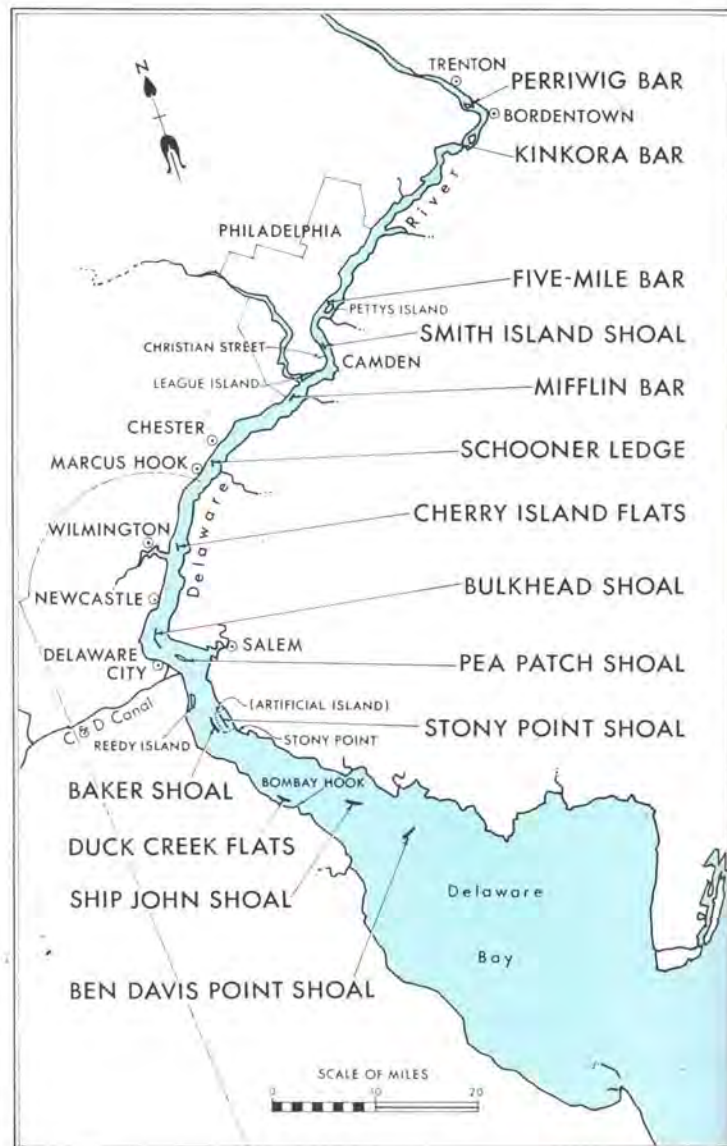 N
TRENTON
PERRIWIG BAR
BORDENTOWN
KINKORA BAR
River
PHILADELPHIA
FIVE-MILE BAR
PETTYS ISLAND
SMITH ISLAND SHOAL
CHRISTIAN STREET
CAMDEN
LEAGUE ISLAND
MIFFLIN BAR
CHESTER
SCHOONER LEDGE
MARCUS HOOK
Delaware
CHERRY ISLAND FLATS
WILMINGTON
BULKHEAD SHOAL
NEWCASTLE
SALEM
DELAWARE
CITY
PEA PATCH SHOAL
(ARTIFICIAL ISLAND)
C & D Canal
STONY POINT SHOAL
REEDY ISLAND
STONY POINT
BAKER SHOAL
BOMBAY HOOK
DUCK CREEK FLATS
SHIP JOHN SHOAL
Delaware
Bay
BEN DAVIS POINT SHOAL
SCALE OF MILES
0 10 20